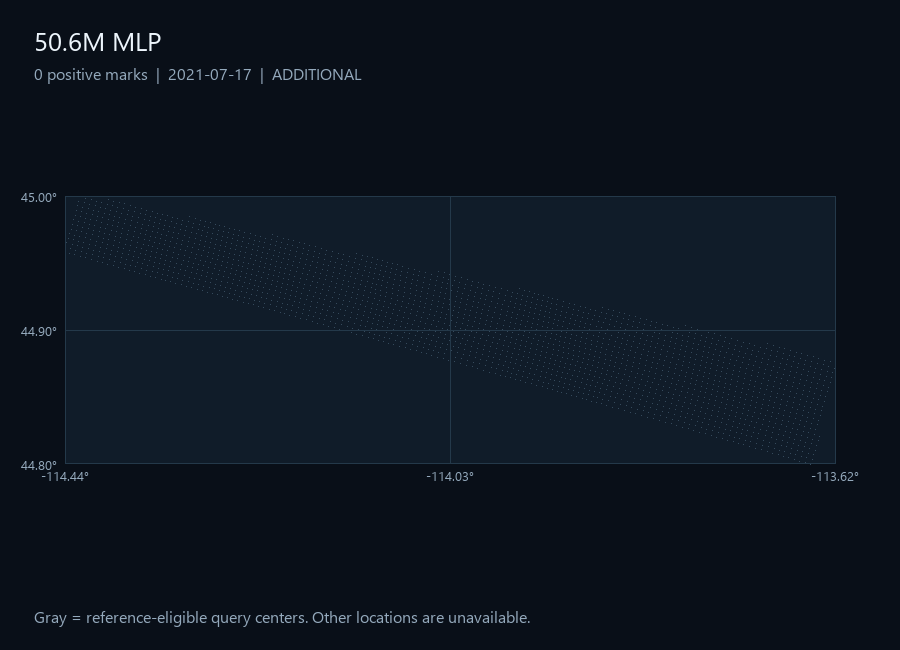 50.6M MLP
0 positive marks | 2021-07-17 | ADDITIONAL
45.00°
44.90°
44.80°
-114.44° -114.03° -113.62°
Gray = reference-eligible query centers. Other locations are unavailable.